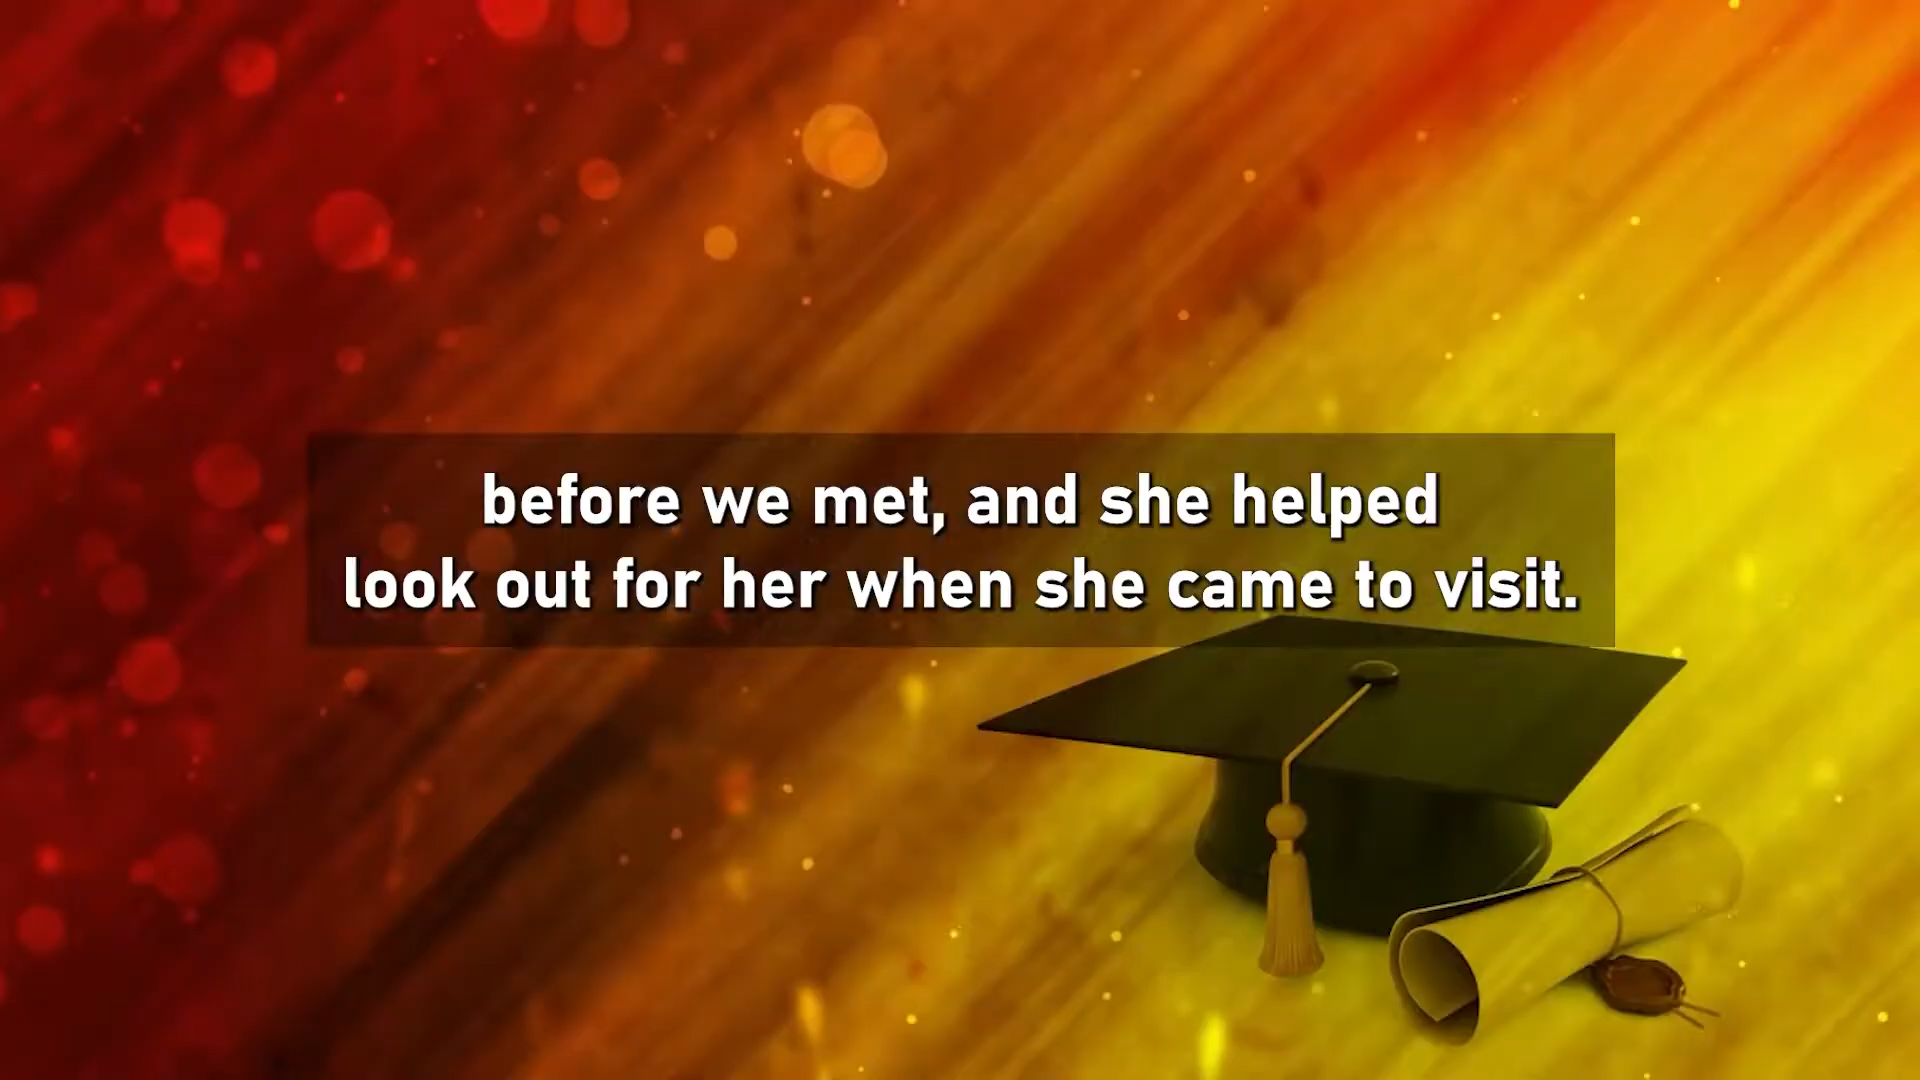 before we met, and she helped
look out for her when she came to visit.